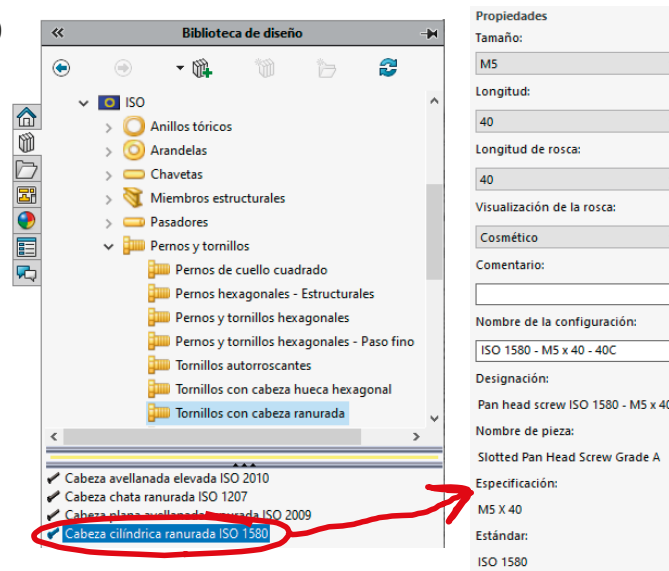 Biblioteca de diseño
ISO
Anillos tóricos
Arandelas
Chavetas
Miembros estructurales
Pasadores
Pernos y tornillos
Pernos de cuello cuadrado
Pernos hexagonales - Estructurales
Pernos y tornillos hexagonales
Pernos y tornillos hexagonales - Paso fino
Tornillos autorroscantes
Tornillos con cabeza hueca hexagonal
Tornillos con cabeza ranurada
Cabeza avellanada elevada ISO 2010
Cabeza chata ranurada ISO 1207
Cabeza plana avellanada ranurada ISO 2009
Cabeza cilíndrica ranurada ISO 1580
Propiedades
Tamaño:
M5
Longitud:
40
Longitud de rosca:
40
Visualización de la rosca:
Cosmético
Comentario:
Nombre de la configuración:
ISO 1580 - M5 x 40 - 40C
Designación:
Pan head screw ISO 1580 - M5 x 40
Nombre de pieza:
Slotted Pan Head Screw Grade A
Especificación:
M5 X 40
Estándar:
ISO 1580